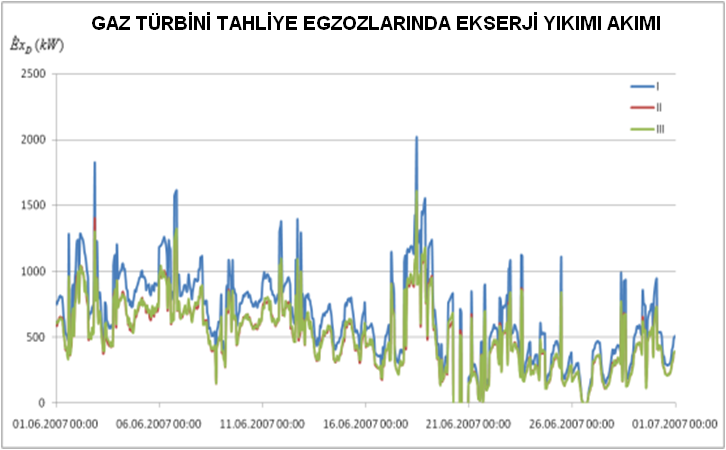 GAZ TÜRBİNİ TAHLİYE EGZOZLARINDA EKSERJİ YIKIMI AKIMI
Ėx_D (kW)
2500
I
II
2000
III
1500
1000
500
0
01.06.2007 00:00 06.06.2007 00:00 11.06.2007 00:00 16.06.2007 00:00 21.06.2007 00:00 26.06.2007 00:00 01.07.2007 00:00